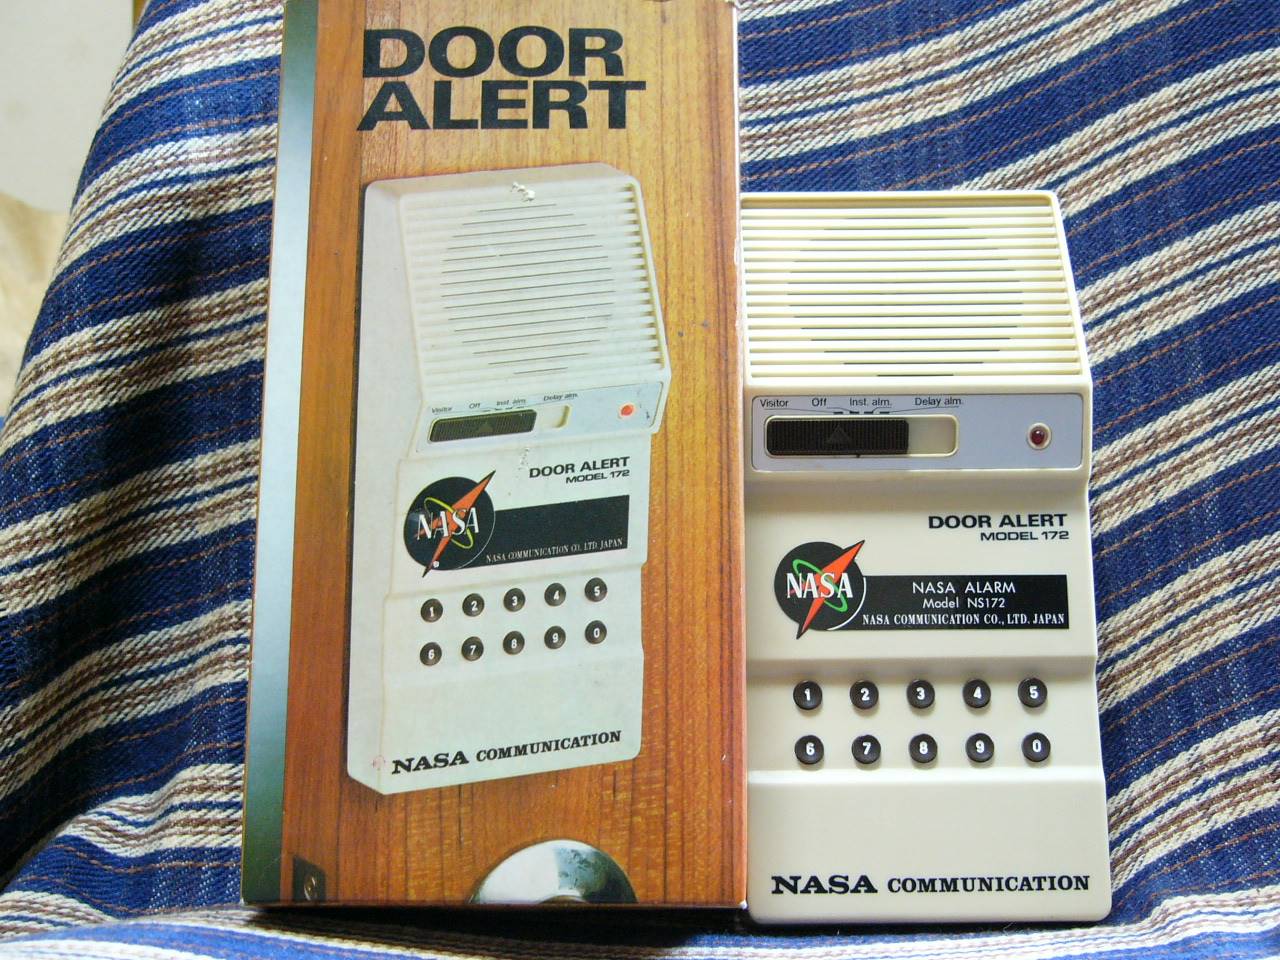 DOOR
ALERT
Visitor Off Inst. alm. Delay alm.
DOOR ALERT
MODEL 172
NASA
NASA COMMUNICATION CO., LTD. JAPAN
1 2 3 4 5
6 7 8 9 0
NASA COMMUNICATION
Visitor Off Inst. alm. Delay alm.
DOOR ALERT
MODEL 172
NASA
NASA ALARM
Model NS172
NASA COMMUNICATION CO., LTD. JAPAN
1 2 3 4 5
6 7 8 9 0
NASA COMMUNICATION